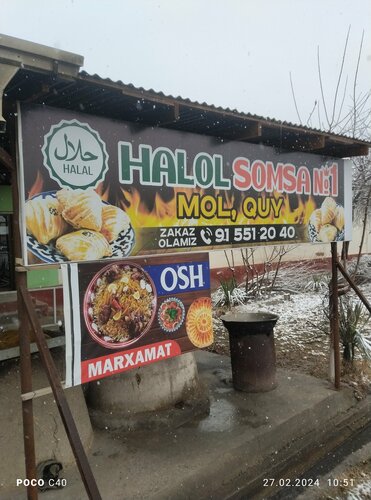 حلال
HALAL
HALOL SOMSA №1
MOL, QUY
ZAKAZ
OLAMIZ
91 551 20 40
OSH
MARXAMAT
POCO C40
27.02.2024 10:51